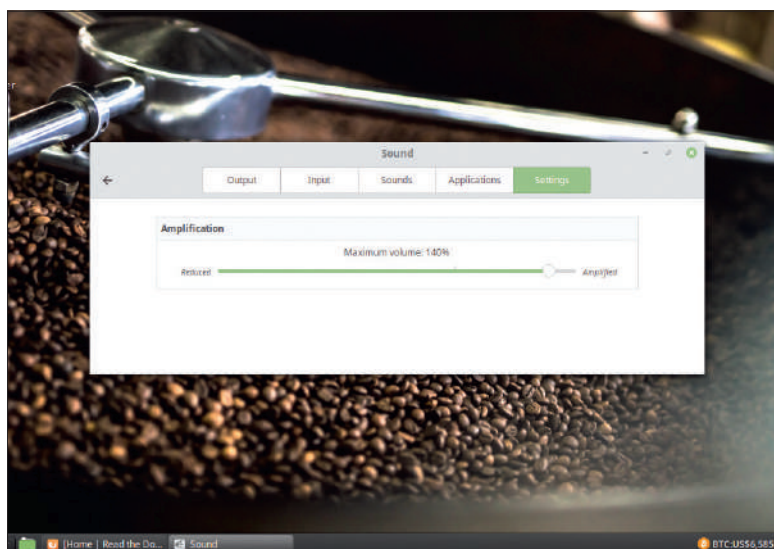 er
Sound
Output Input Sounds Applications Settings
Amplification
Maximum volume: 140%
Reduced Amplified
[Home | Read the Do... Sound BTC:US$6,585